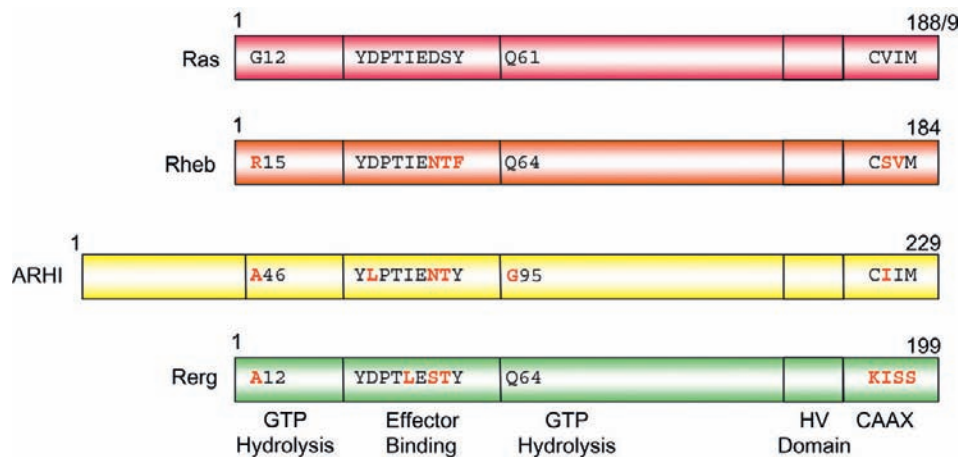 1 188/9
Ras G12 YDPTIEDSY Q61 CVIM
1 184
Rheb R15 YDPTIENTF Q64 CSVM
1 229
ARHI A46 YLPTIENTY G95 CIIM
1 199
Rerg A12 YDPTLESTY Q64 KISS
GTP Effector GTP HV CAAX
Hydrolysis Binding Hydrolysis Domain